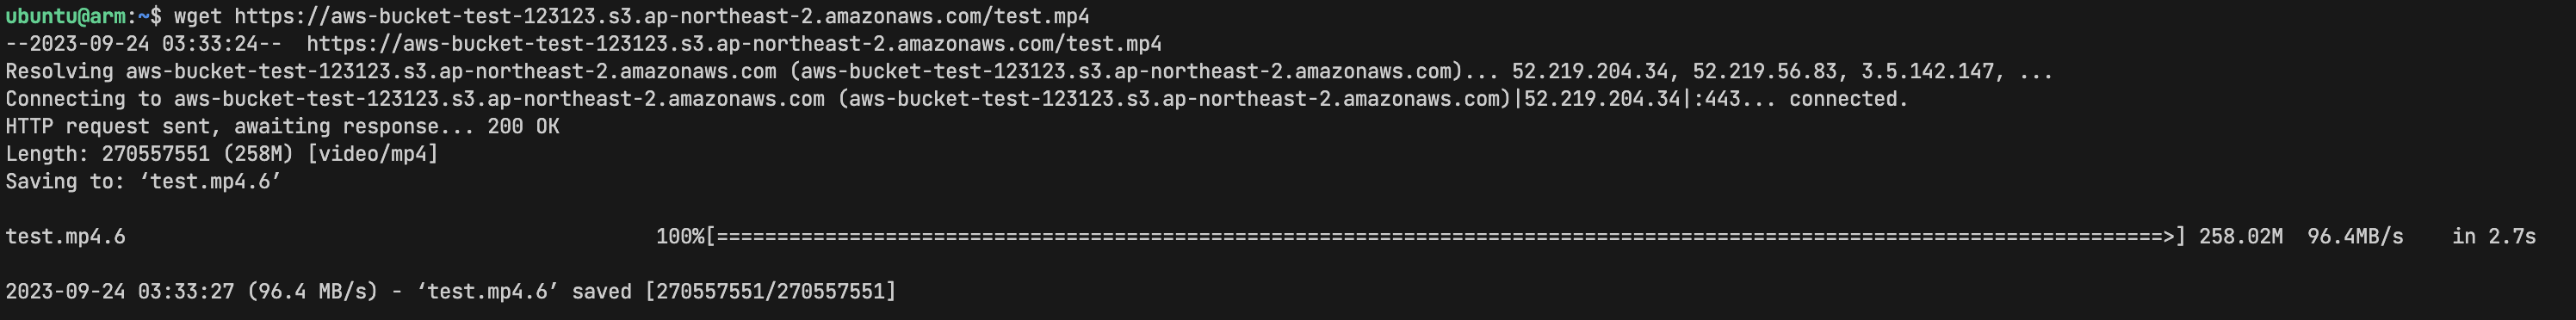 ubuntu@arm:~$ wget https://aws-bucket-test-123123.s3.ap-northeast-2.amazonaws.com/test.mp4
--2023-09-24 03:33:24--  https://aws-bucket-test-123123.s3.ap-northeast-2.amazonaws.com/test.mp4
Resolving aws-bucket-test-123123.s3.ap-northeast-2.amazonaws.com (aws-bucket-test-123123.s3.ap-northeast-2.amazonaws.com)... 52.219.204.34, 52.219.56.83, 3.5.142.147, ...
Connecting to aws-bucket-test-123123.s3.ap-northeast-2.amazonaws.com (aws-bucket-test-123123.s3.ap-northeast-2.amazonaws.com)|52.219.204.34|:443... connected.
HTTP request sent, awaiting response... 200 OK
Length: 270557551 (258M) [video/mp4]
Saving to: ‘test.mp4.6’
test.mp4.6 100%[========================================================================================================================>] 258.02M  96.4MB/s    in 2.7s
2023-09-24 03:33:27 (96.4 MB/s) - ‘test.mp4.6’ saved [270557551/270557551]